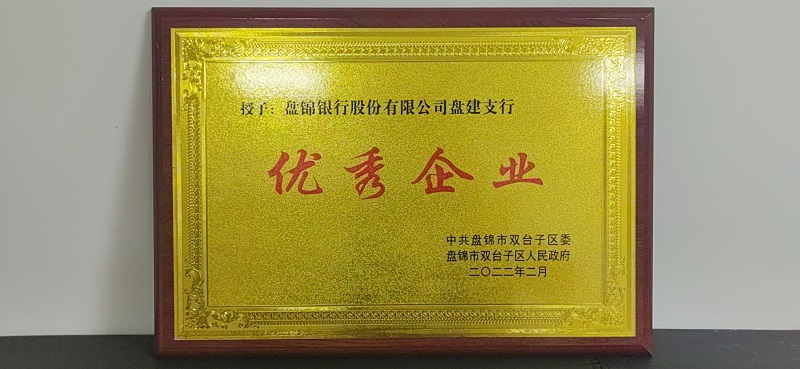 授予：盘锦银行股份有限公司盘建支行
优秀企业
中共盘锦市双台子区委
盘锦市双台子区人民政府
二〇二二年二月